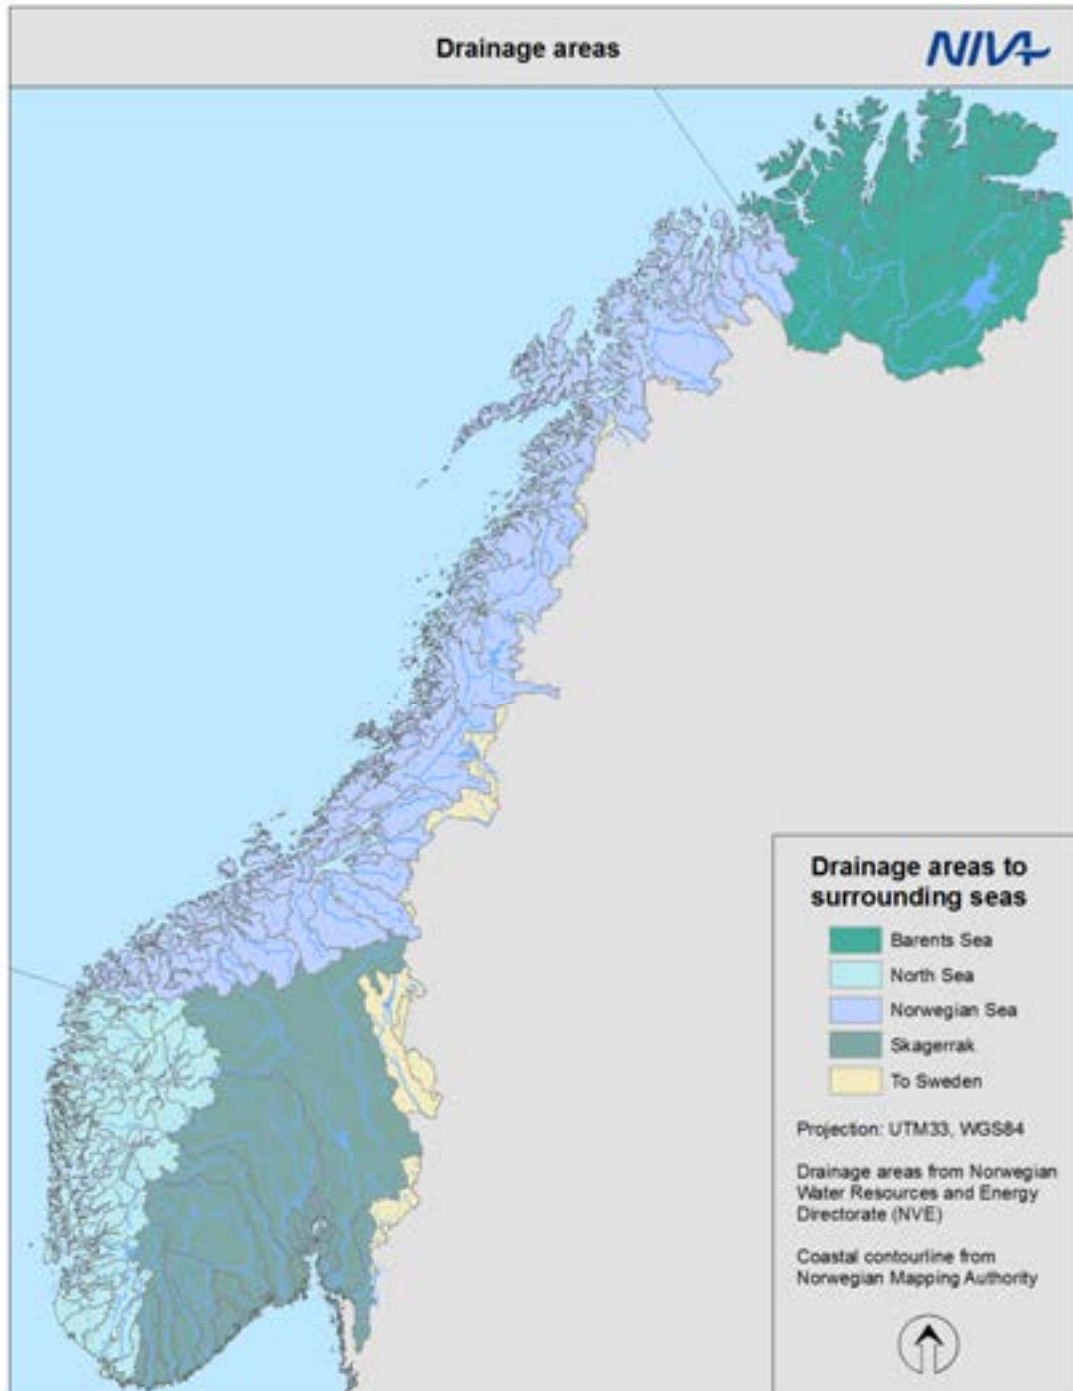 Drainage areas
NIVA
Drainage areas to
surrounding seas
Barents Sea
North Sea
Norwegian Sea
Skagerrak
To Sweden
Projection: UTM33, WGS84
Drainage areas from Norwegian
Water Resources and Energy
Directorate (NVE)
Coastal contourline from
Norwegian Mapping Authority